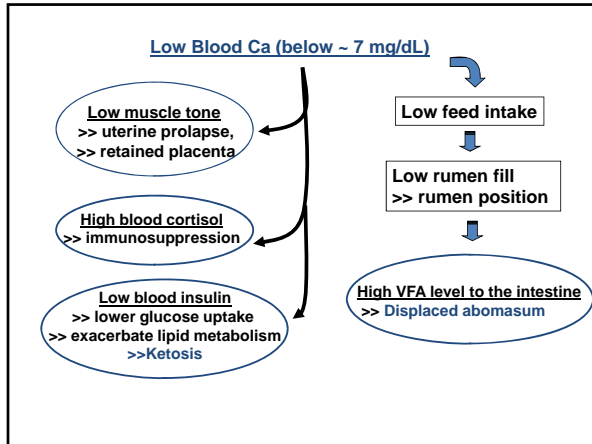 Low Blood Ca (below ~ 7 mg/dL)
Low muscle tone
>> uterine prolapse,
>> retained placenta
High blood cortisol
>> immunosuppression
Low blood insulin
>> lower glucose uptake
>> exacerbate lipid metabolism
>>Ketosis
Low feed intake
Low rumen fill
>> rumen position
High VFA level to the intestine
>> Displaced abomasum